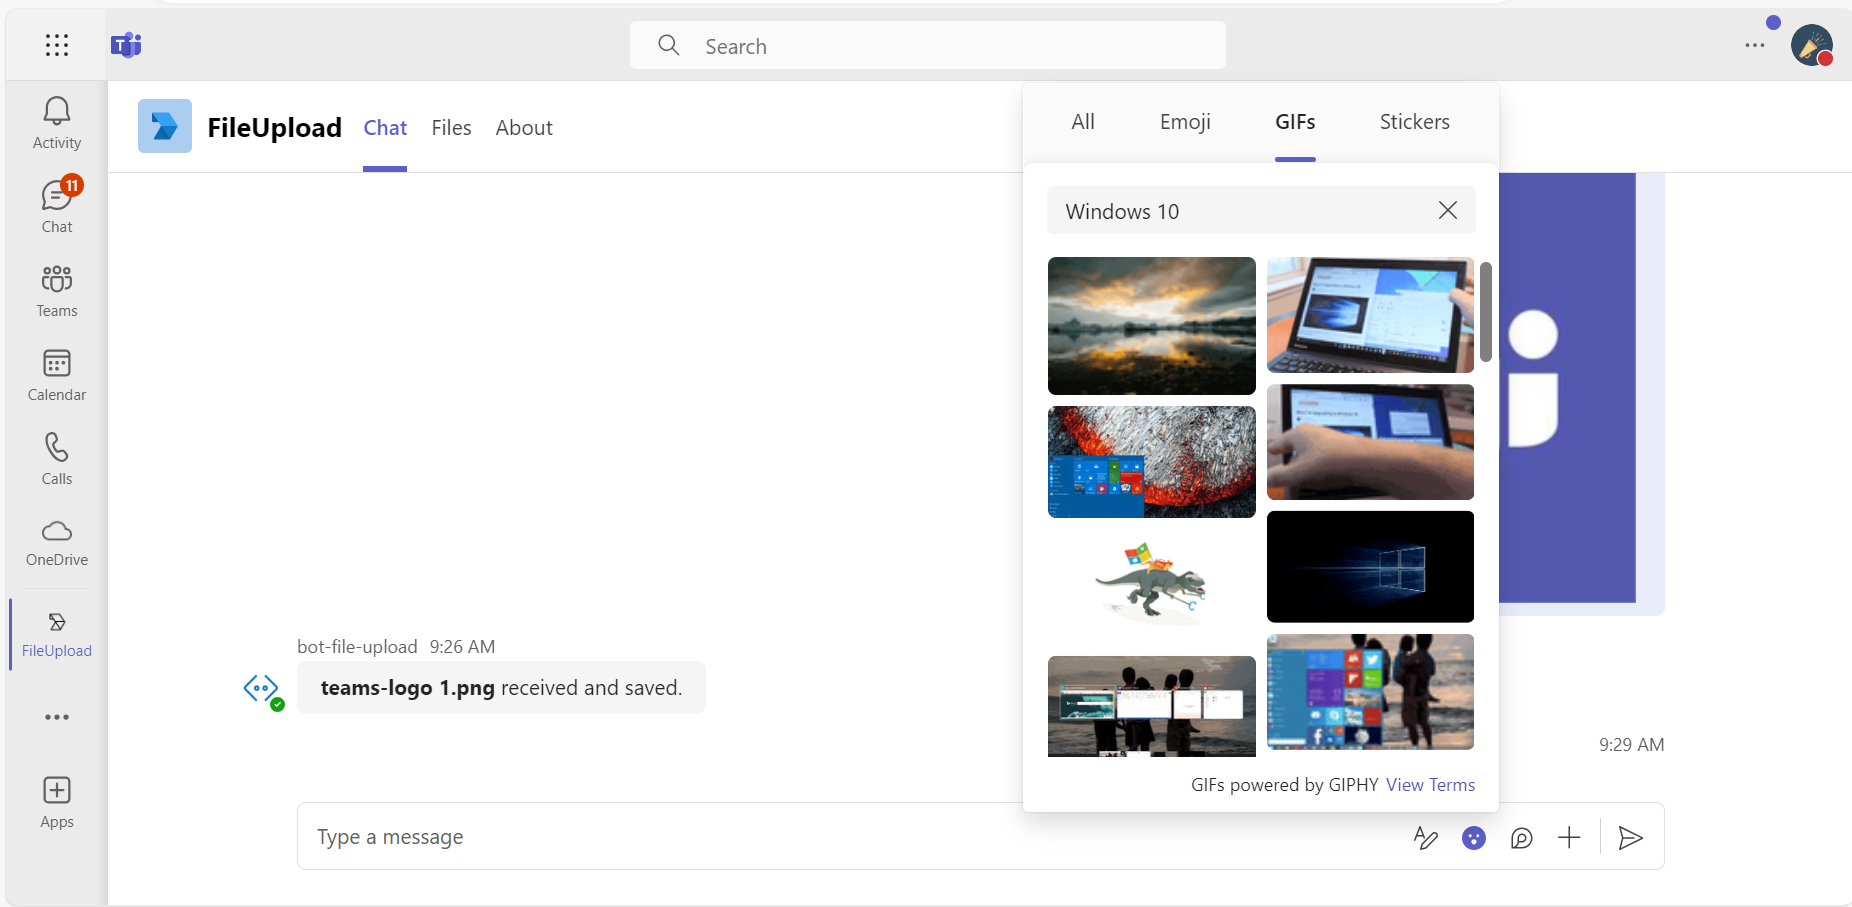 Search
Activity
11
Chat
Teams
Calendar
Calls
OneDrive
FileUpload
Apps
FileUpload
Chat
Files
About
bot-file-upload 9:26 AM
teams-logo 1.png received and saved.
All
Emoji
GIFs
Stickers
Windows 10
GIFs powered by GIPHY View Terms
9:29 AM
Type a message